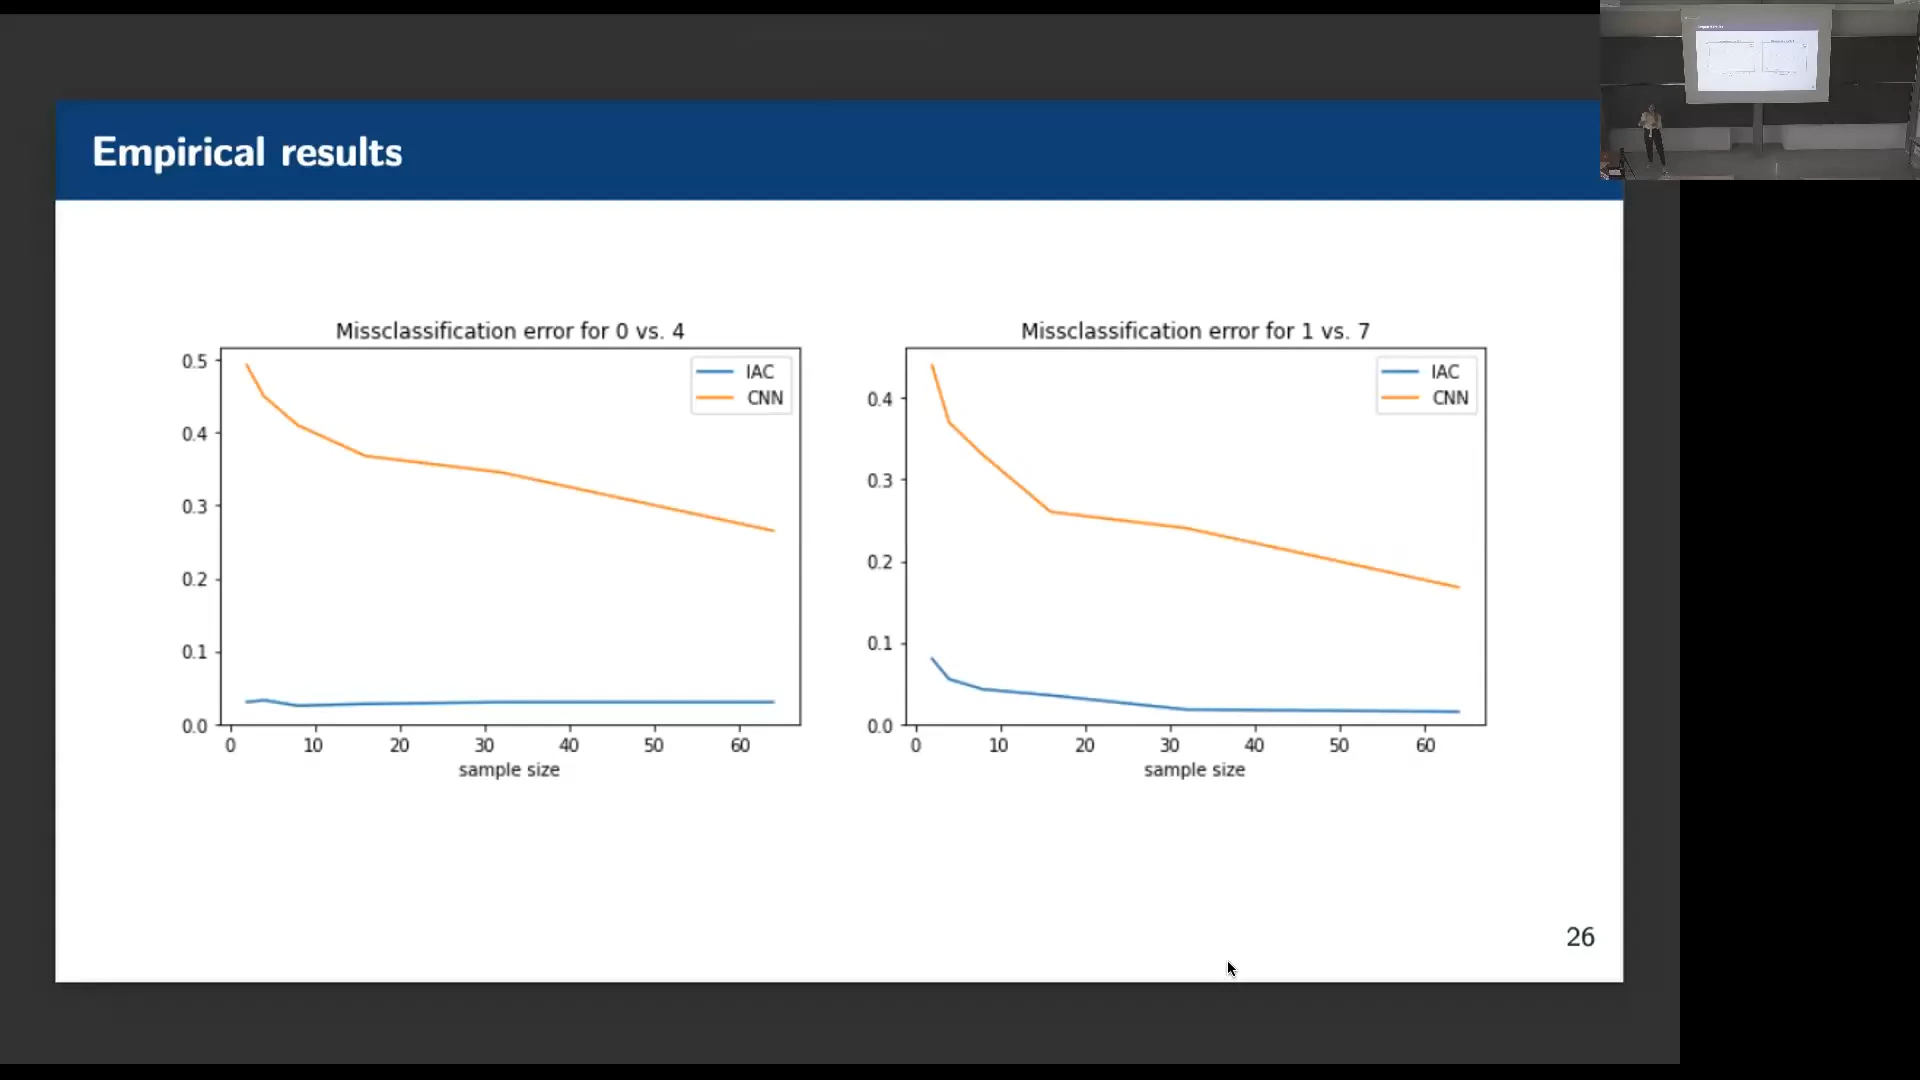 Empirical results
Missclassification error for 0 vs. 4
0.5
0.4
0.3
0.2
0.1
0.0
IAC
CNN
0 10 20 30 40 50 60
sample size
Missclassification error for 1 vs. 7
0.4
0.3
0.2
0.1
0.0
IAC
CNN
0 10 20 30 40 50 60
sample size
26